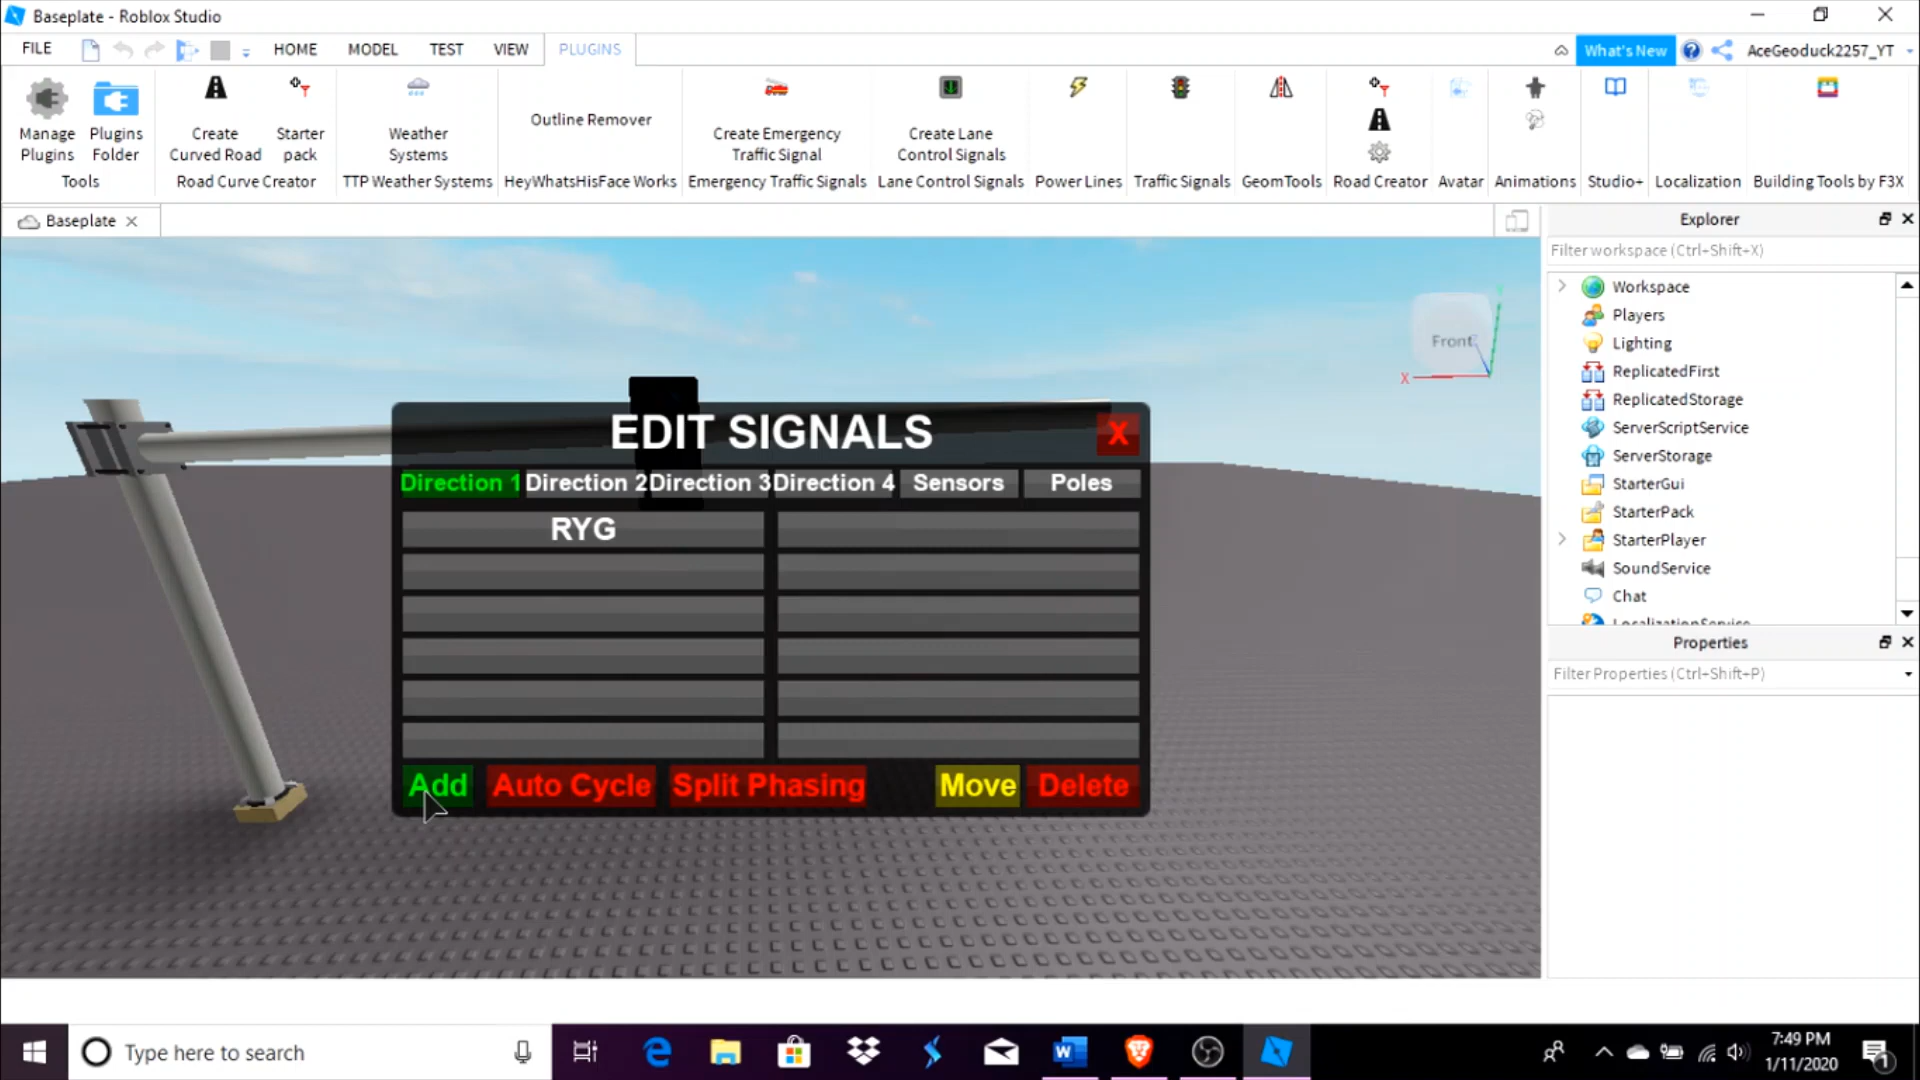 Baseplate - Roblox Studio
FILE
HOME
MODEL
TEST
VIEW
PLUGINS
What's New
AceGeoduck2257_YT
Manage
Plugins
Plugins
Folder
Create
Curved Road
Starter
pack
Weather
Systems
Outline Remover
Create Emergency
Traffic Signal
Create Lane
Control Signals
Tools
Road Curve Creator
TTP Weather Systems
HeyWhatsHisFace Works
Emergency Traffic Signals
Lane Control Signals
Power Lines
Traffic Signals
GeomTools
Road Creator
Avatar
Animations
Studio+
Localization
Building Tools by F3X
Baseplate
Explorer
Filter workspace (Ctrl+Shift+X)
Workspace
Players
Lighting
ReplicatedFirst
ReplicatedStorage
ServerScriptService
ServerStorage
StarterGui
StarterPack
StarterPlayer
SoundService
Chat
LocalizationService
Properties
Filter Properties (Ctrl+Shift+P)
Front
X
EDIT SIGNALS
X
Direction 1
Direction 2
Direction 3
Direction 4
Sensors
Poles
RYG
Add
Auto Cycle
Split Phasing
Move
Delete
Type here to search
7:49 PM
1/11/2020
1